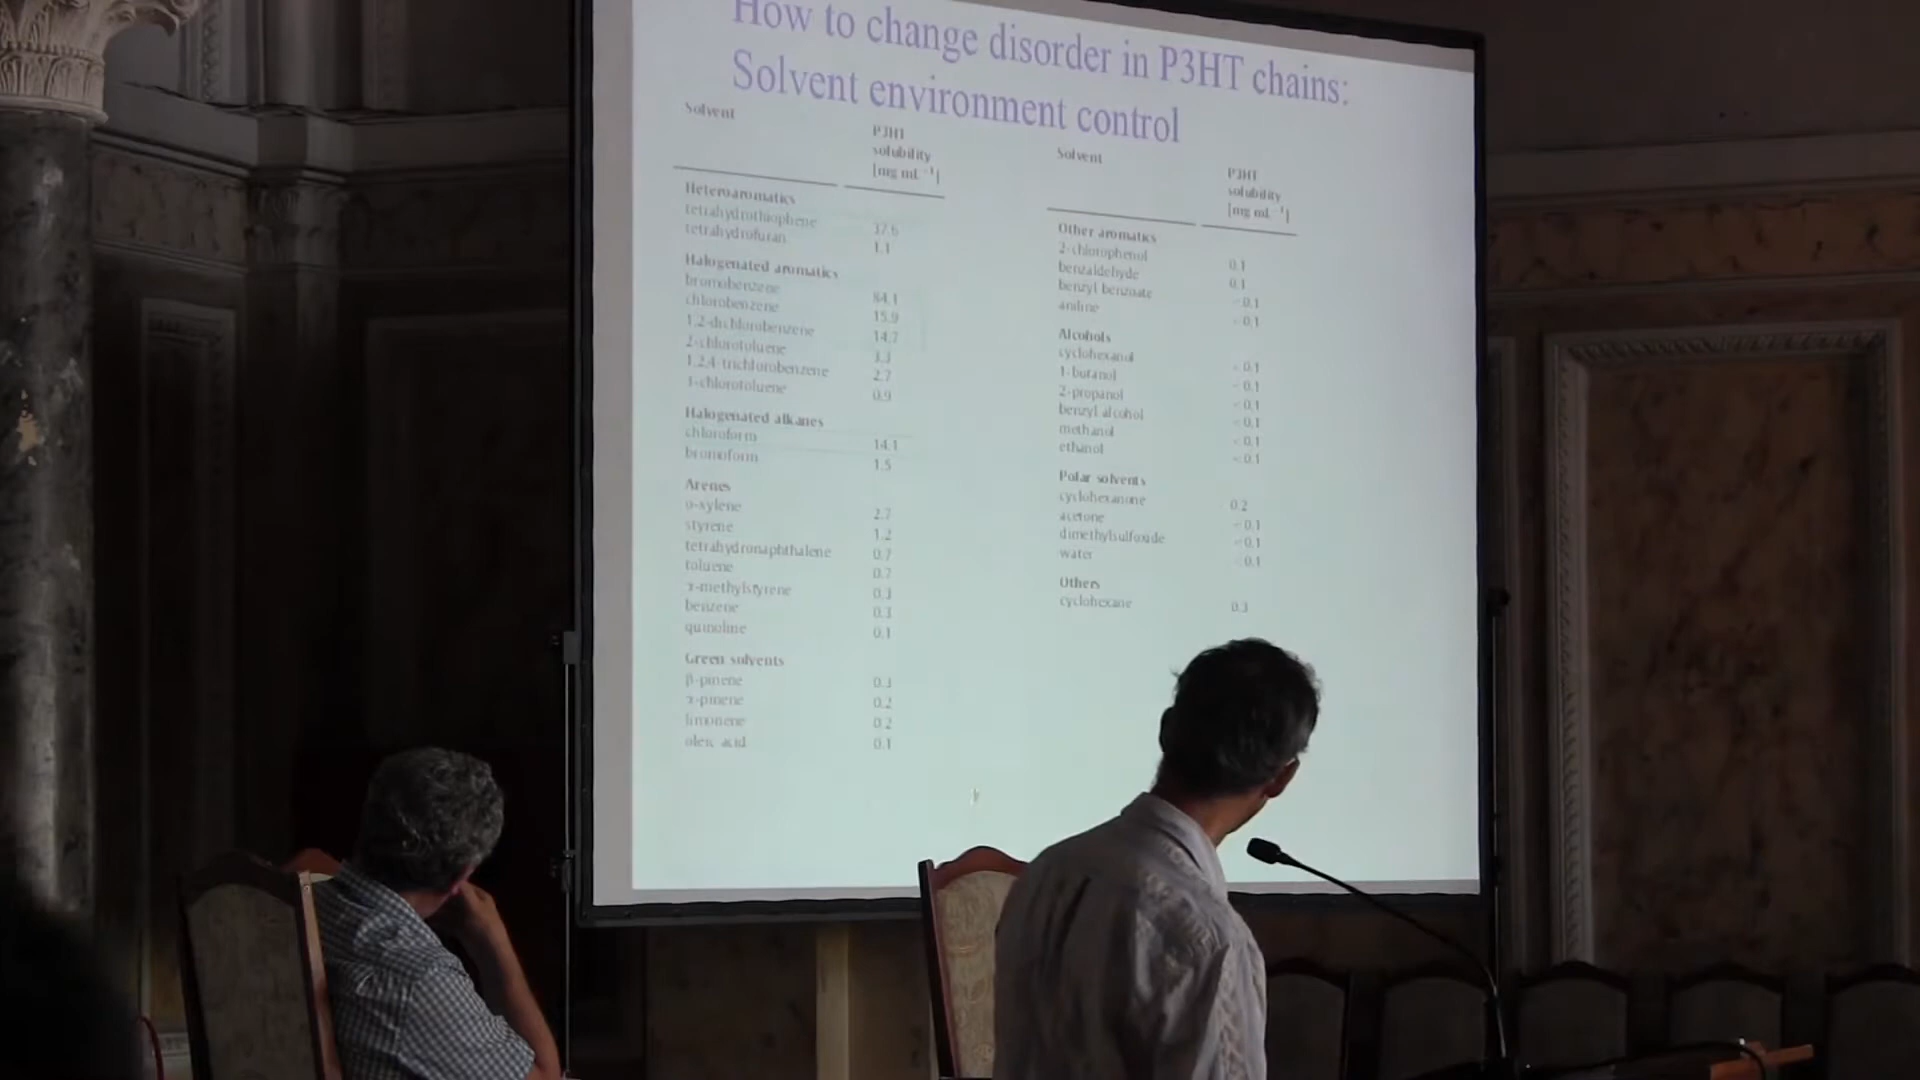 How to change disorder in P3HT chains:
Solvent environment control
Solvent
P3HT
solubility
[mg mL⁻¹]
Heteroaromatics
tetrahydrothiophene 37.6
tetrahydrofuran 1.1
Halogenated aromatics
bromobenzene 84.1
chlorobenzene 15.9
1,2-dichlorobenzene 14.7
2-chlorotoluene 3.3
1,2,4-trichlorobenzene 2.7
3-chlorotoluene 0.9
Halogenated alkanes
chloroform 14.1
bromoform 1.5
Arenes
o-xylene 2.7
styrene 1.2
tetrahydronaphthalene 0.7
toluene 0.7
α-methylstyrene 0.3
benzene 0.3
quinoline 0.1
Green solvents
β-pinene 0.3
α-pinene 0.2
limonene 0.2
oleic acid 0.1
Solvent
P3HT
solubility
[mg mL⁻¹]
Other aromatics
2-chlorophenol 0.1
benzaldehyde 0.1
benzyl benzoate <0.1
aniline <0.1
Alcohols
cyclohexanol <0.1
1-butanol <0.1
2-propanol <0.1
benzyl alcohol <0.1
methanol <0.1
ethanol <0.1
Polar solvents
cyclohexanone 0.2
acetone <0.1
dimethylsulfoxide <0.1
water <0.1
Others
cyclohexane 0.3